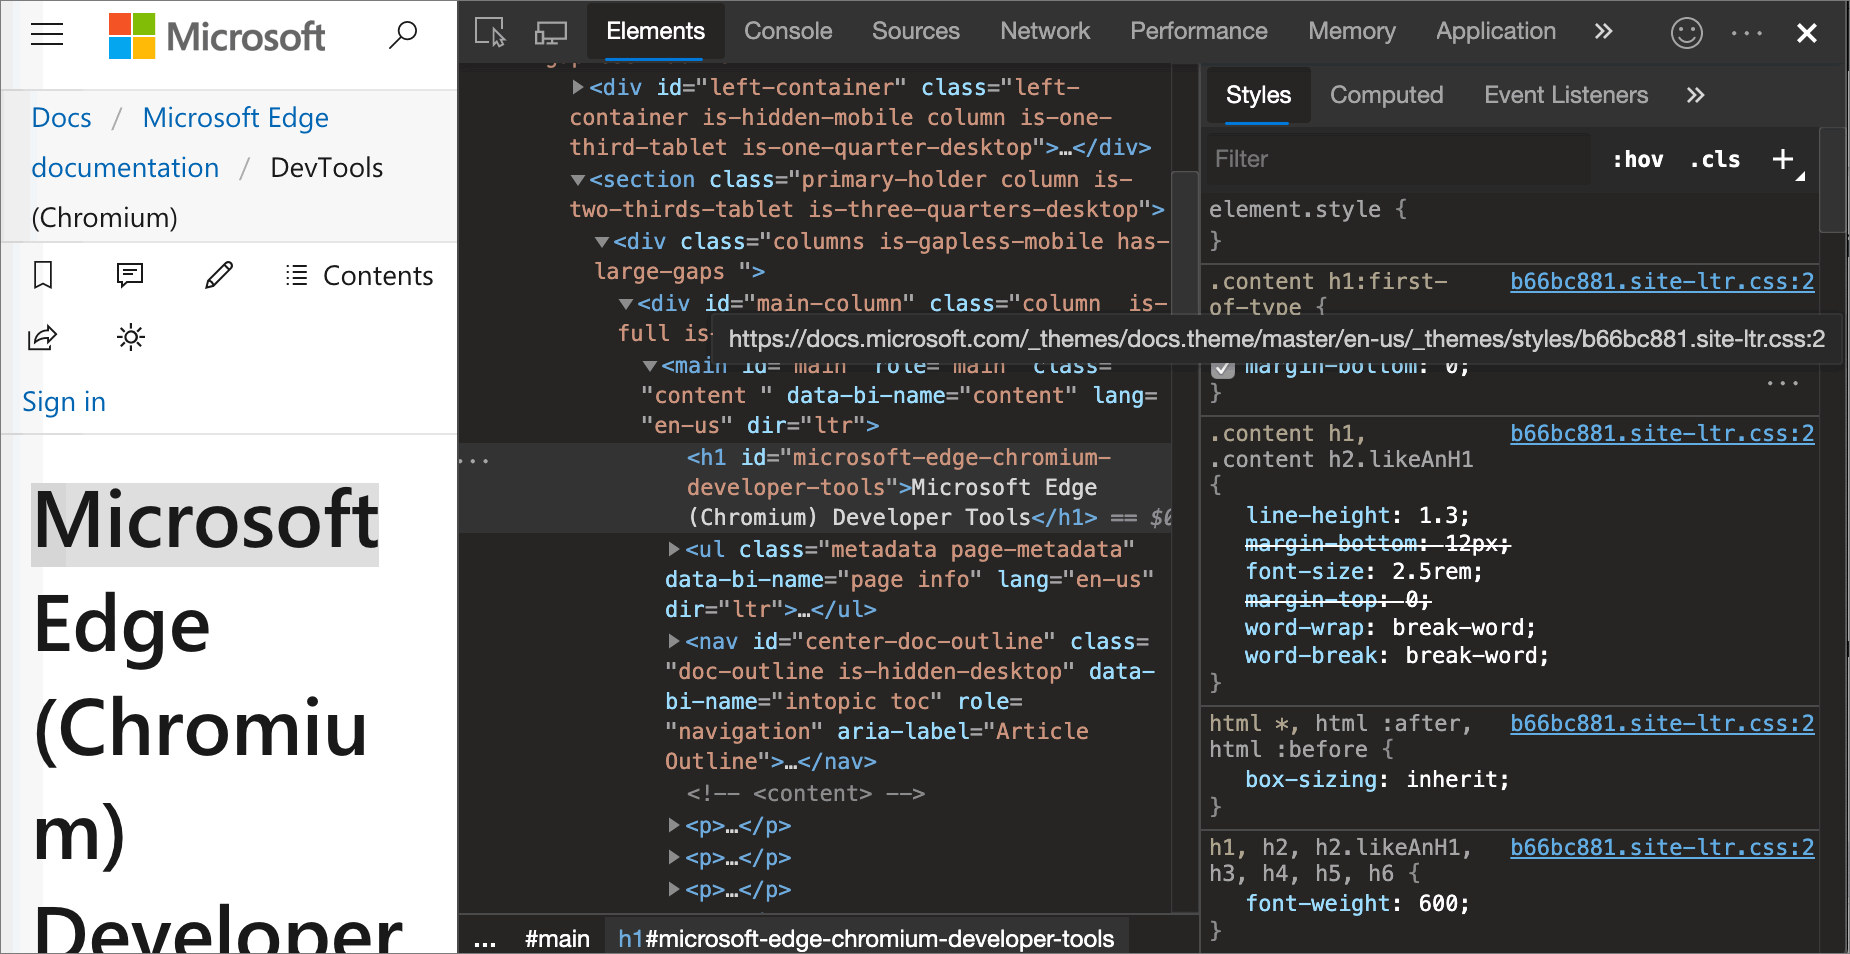 Microsoft
Docs / Microsoft Edge
documentation / DevTools
(Chromium)
Contents
Sign in
Microsoft
Edge
(Chromiu
m)
Developer
Elements Console Sources Network Performance Memory Application »
<div id="left-container" class="left-
container is-hidden-mobile column is-one-
third-tablet is-one-quarter-desktop">…</div>
<section class="primary-holder column is-
two-thirds-tablet is-three-quarters-desktop">
<div class="columns is-gapless-mobile has-
large-gaps ">
<div id="main-column" class="column  is-
full is-
<main id="main" role="main" class=
"content " data-bi-name="content" lang=
"en-us" dir="ltr">
<h1 id="microsoft-edge-chromium-
developer-tools">Microsoft Edge
(Chromium) Developer Tools</h1> == $0
<ul class="metadata page-metadata"
data-bi-name="page info" lang="en-us"
dir="ltr">…</ul>
<nav id="center-doc-outline" class=
"doc-outline is-hidden-desktop" data-
bi-name="intopic toc" role=
"navigation" aria-label="Article
Outline">…</nav>
<!-- <content> -->
<p>…</p>
<p>…</p>
<p>…</p>
... #main h1#microsoft-edge-chromium-developer-tools
Styles Computed Event Listeners »
Filter :hov .cls +
element.style {
}
.content h1:first- b66bc881.site-ltr.css:2
of-type {
https://docs.microsoft.com/_themes/docs.theme/master/en-us/_themes/styles/b66bc881.site-ltr.css:2
margin-bottom: 0;
}
.content h1, b66bc881.site-ltr.css:2
.content h2.likeAnH1
{
line-height: 1.3;
margin-bottom: 12px;
font-size: 2.5rem;
margin-top: 0;
word-wrap: break-word;
word-break: break-word;
}
html *, html :after, b66bc881.site-ltr.css:2
html :before {
box-sizing: inherit;
}
h1, h2, h2.likeAnH1, b66bc881.site-ltr.css:2
h3, h4, h5, h6 {
font-weight: 600;
}